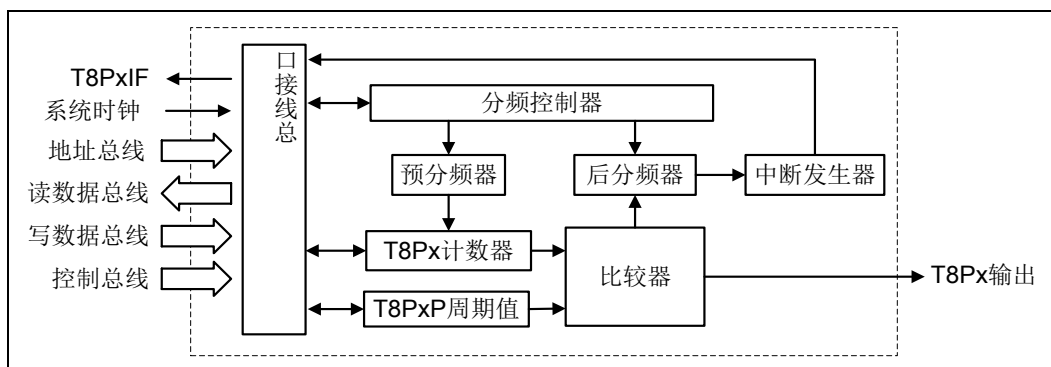 T8PxIF
系统时钟
地址总线
读数据总线
写数据总线
控制总线
口接线总
分频控制器
预分频器
后分频器
中断发生器
T8Px计数器
T8PxP周期值
比较器
T8Px输出